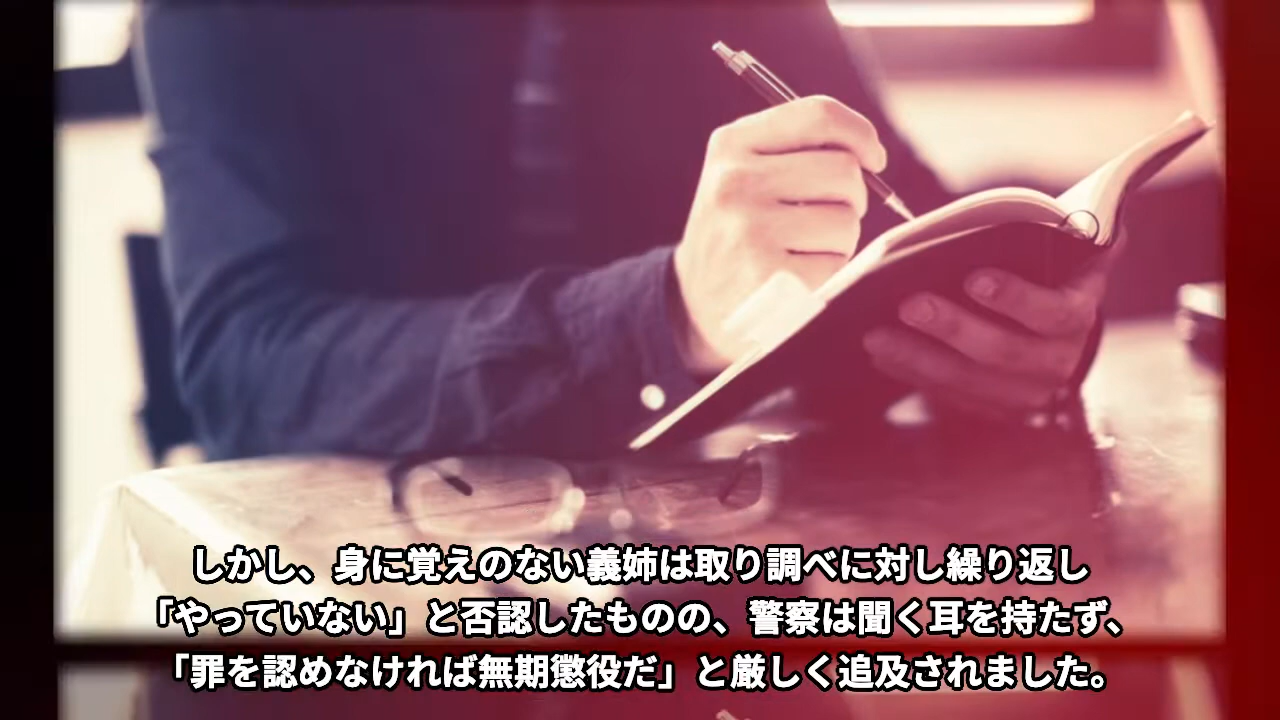 しかし、身に覚えのない義姉は取り調べに対し繰り返し
「やっていない」と否認したものの、警察は聞く耳を持たず、
「罪を認めなければ無期懲役だ」と厳しく追及されました。